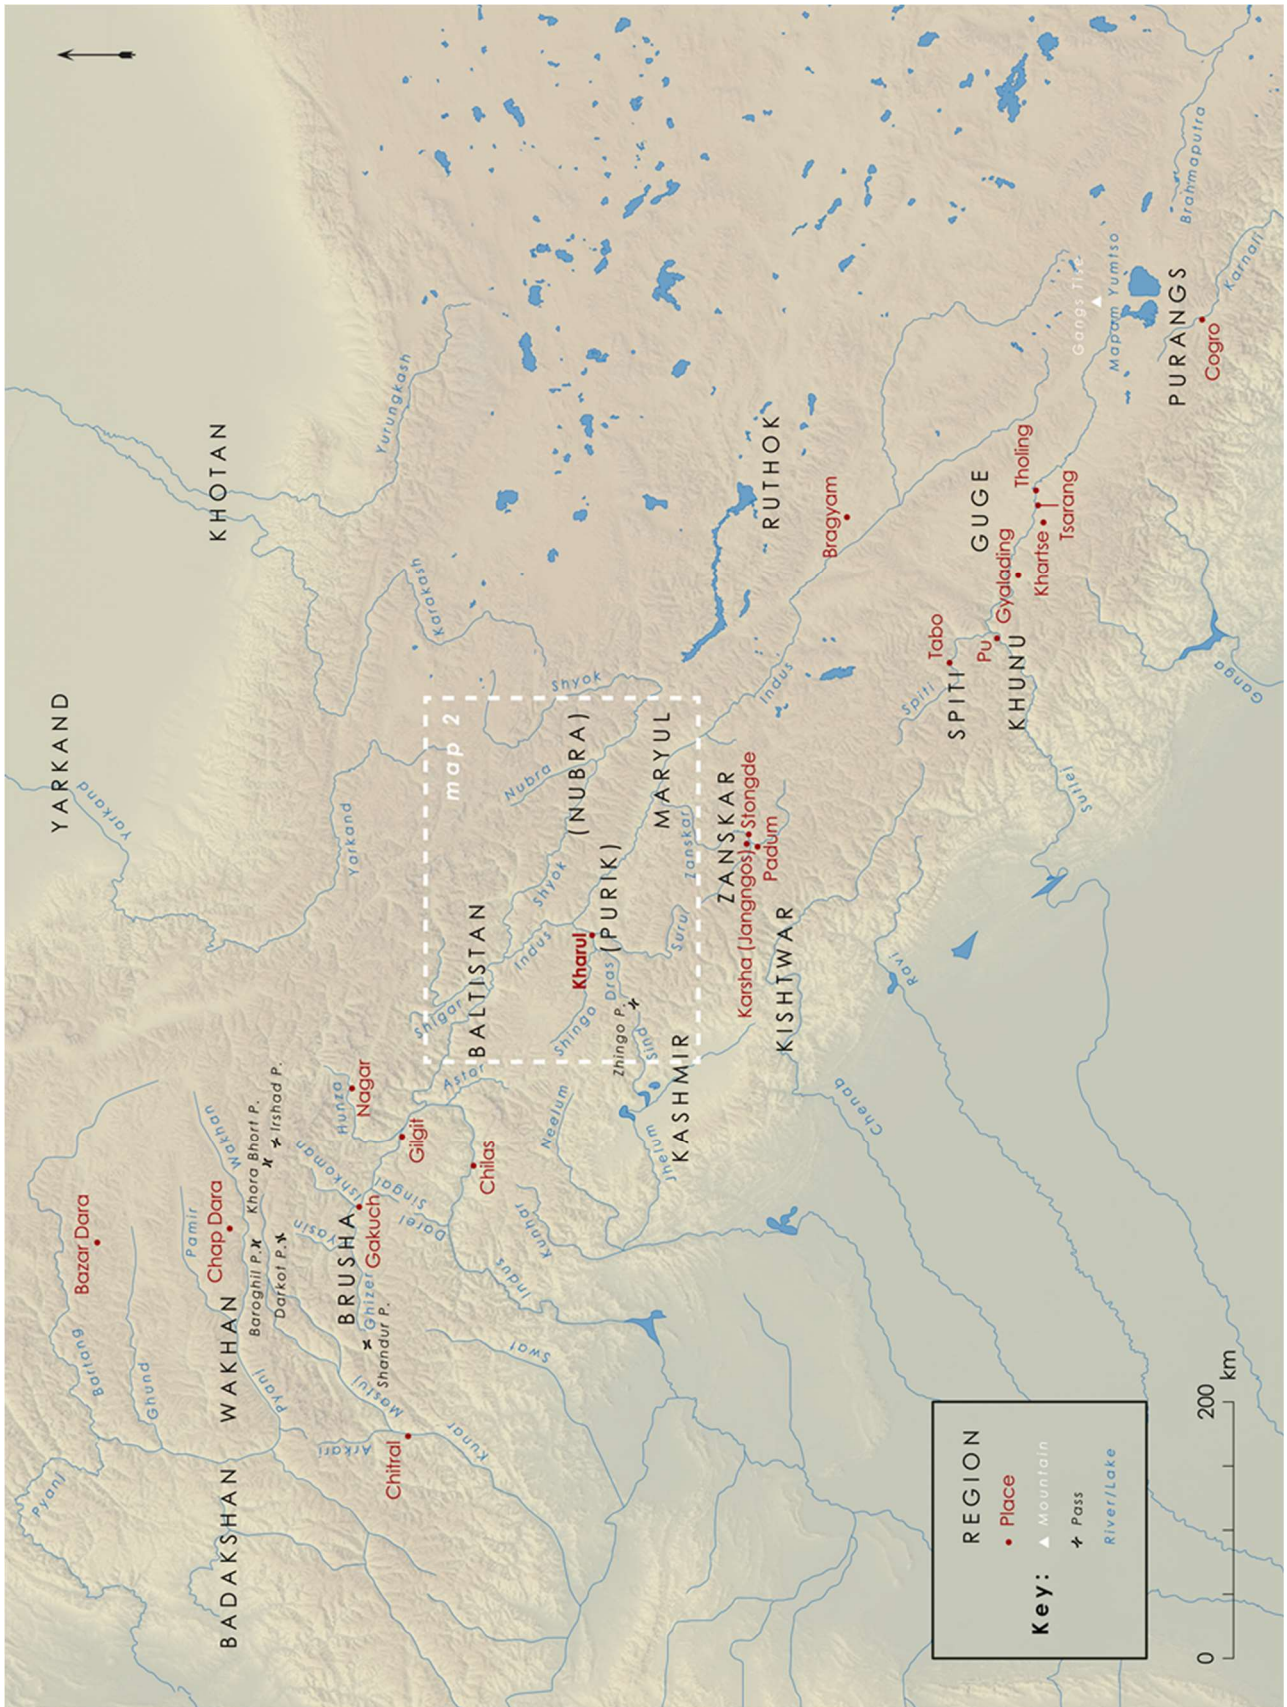 YARKAND
KHOTAN
BADAKSHAN
WAKHAN
BRUSHA
BALTISTAN
(NUBRA)
(PURIK)
MARYUL
ZANSKAR
KASHMIR
KISHTWAR
RUTHOK
GUGE
SPITI
KHUNU
PURANGS
map 2
Bazar Dara
Chap Dara
Nagar
Gilgit
Gakuch
Chilas
Chitral
Kharul
Karsha (Jangngos)
Stongde
Padum
Bragyam
Tabo
Pu
Gyalading
Khartse
Tholing
Tsarang
Cogro
Gangs Tise
Mapam Yumtso
Khora Bhort P.
Irshad P.
Baroghil P.
Darkot P.
Shandur P.
Zhingo P.
Pyanj
Bartang
Ghund
Pamir
Wakhan
Pyanj
Arkari
Mastuj
Kunar
Ghizer
Yasin
Ishkoman
Singal
Darel
Hunza
Astor
Swat
Indus
Kunhar
Neelum
Jhelum
Sind
Shigar
Shingo
Dras
Suru
Indus
Shyok
Nubra
Shyok
Zanskar
Indus
Yarkand
Yarkand
Karakash
Yurungkash
Chenab
Ravi
Sutlej
Spiti
Ganga
Karnali
Brahmaputra
Key:
REGION
Place
Mountain
Pass
River/Lake
0
200
km